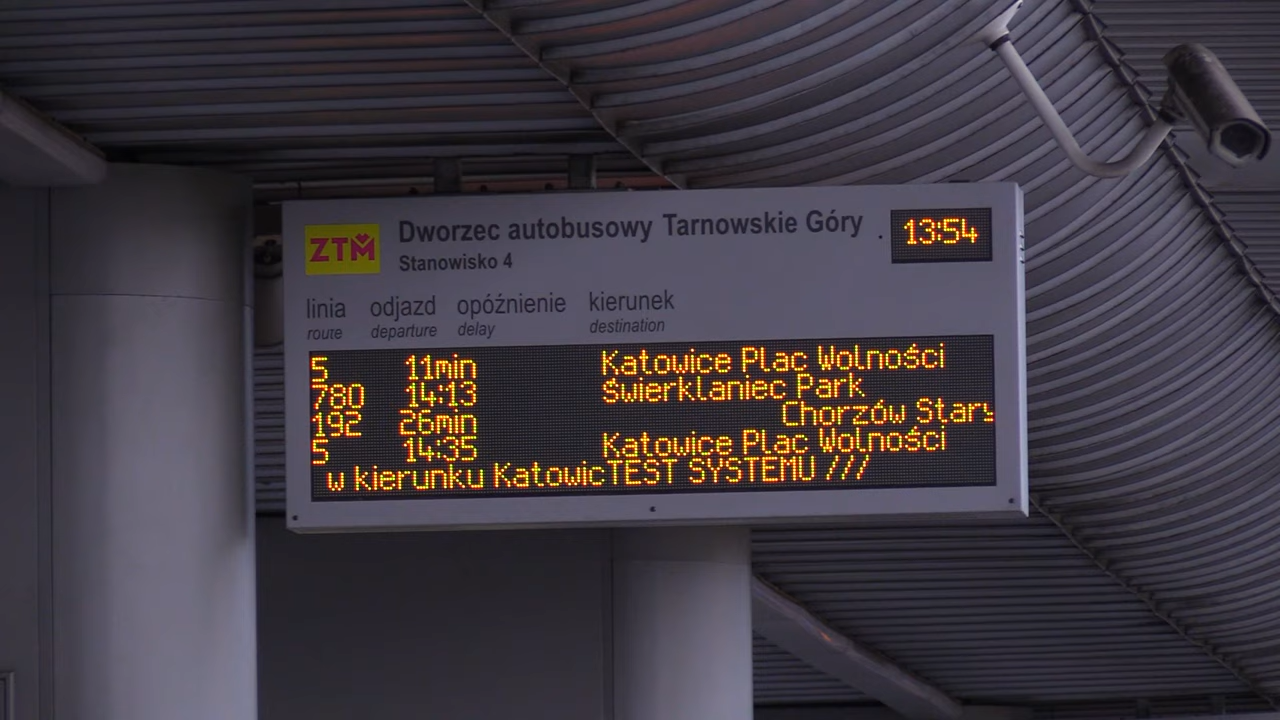 ZTM
Dworzec autobusowy Tarnowskie Góry
13:54
Stanowisko 4
linia odjazd opóźnienie kierunek
route departure delay destination
5 11min Katowice Plac Wolności
780 14:13 Świerklaniec Park
192 26min Chorzów Stary
5 14:35 Katowice Plac Wolności
w kierunku KatowicTEST SYSTEMU ///